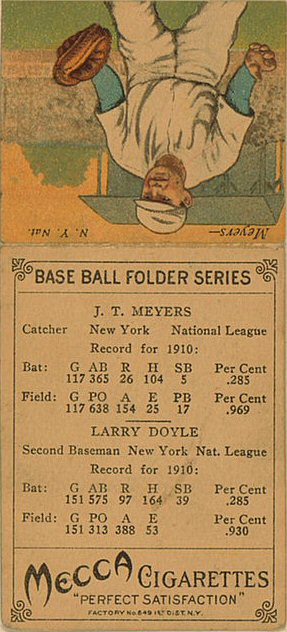 Meyers—
N. Y. Nat.
BASE BALL FOLDER SERIES
J. T. MEYERS
Catcher New York National League
Record for 1910:
Bat: G AB R H SB Per Cent
117 365 26 104 5 .285
Field: G PO A E PB Per Cent
117 638 154 25 17 .969
LARRY DOYLE
Second Baseman New York Nat. League
Record for 1910:
Bat: G AB R H SB Per Cent
151 575 97 164 39 .285
Field: G PO A E Per Cent
151 313 388 53 .930
MECCA CIGARETTES
"PERFECT SATISFACTION"
FACTORY No 649 1ST DIST. N.Y.